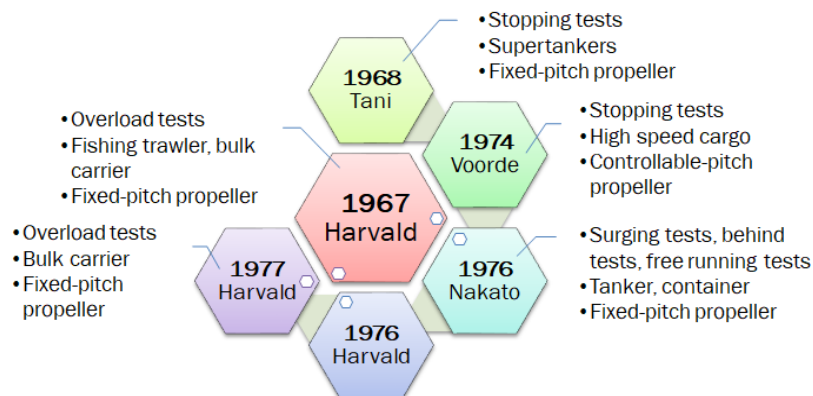 •Stopping tests
•Supertankers
•Fixed-pitch propeller
1968
Tani
•Overload tests
•Fishing trawler, bulk
carrier
•Fixed-pitch propeller
•Stopping tests
•High speed cargo
•Controllable-pitch
propeller
1974
Voorde
1967
Harvald
•Overload tests
•Bulk carrier
•Fixed-pitch
propeller
1977
Harvald
•Surging tests, behind
tests, free running tests
•Tanker, container
•Fixed-pitch propeller
1976
Nakato
1976
Harvald